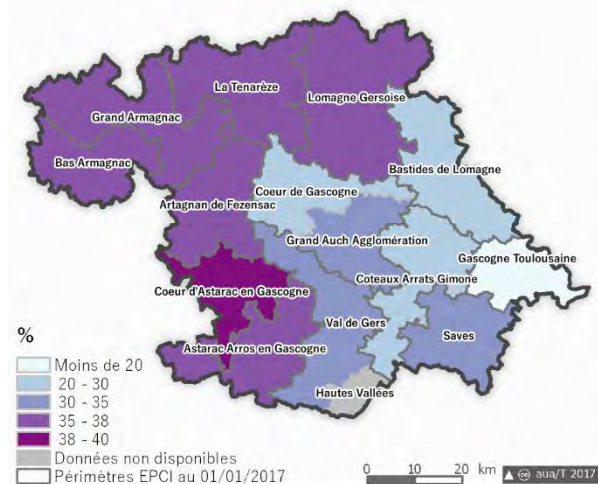 La Tenarèze
Lomagne Gersoise
Grand Armagnac
Bas Armagnac
Bastides de Lomagne
Coeur de Gascogne
Artagnan de Fezensac
Grand Auch Agglomération
Gascogne Toulousaine
Coteaux Arrats Gimone
Coeur d'Astarac en Gascogne
Val de Gers
Saves
Astarac Arros en Gascogne
Hautes Vallées
%
Moins de 20
20 - 30
30 - 35
35 - 38
38 - 40
Données non disponibles
Périmètres EPCI au 01/01/2017
0 10 20 km
aua/T 2017